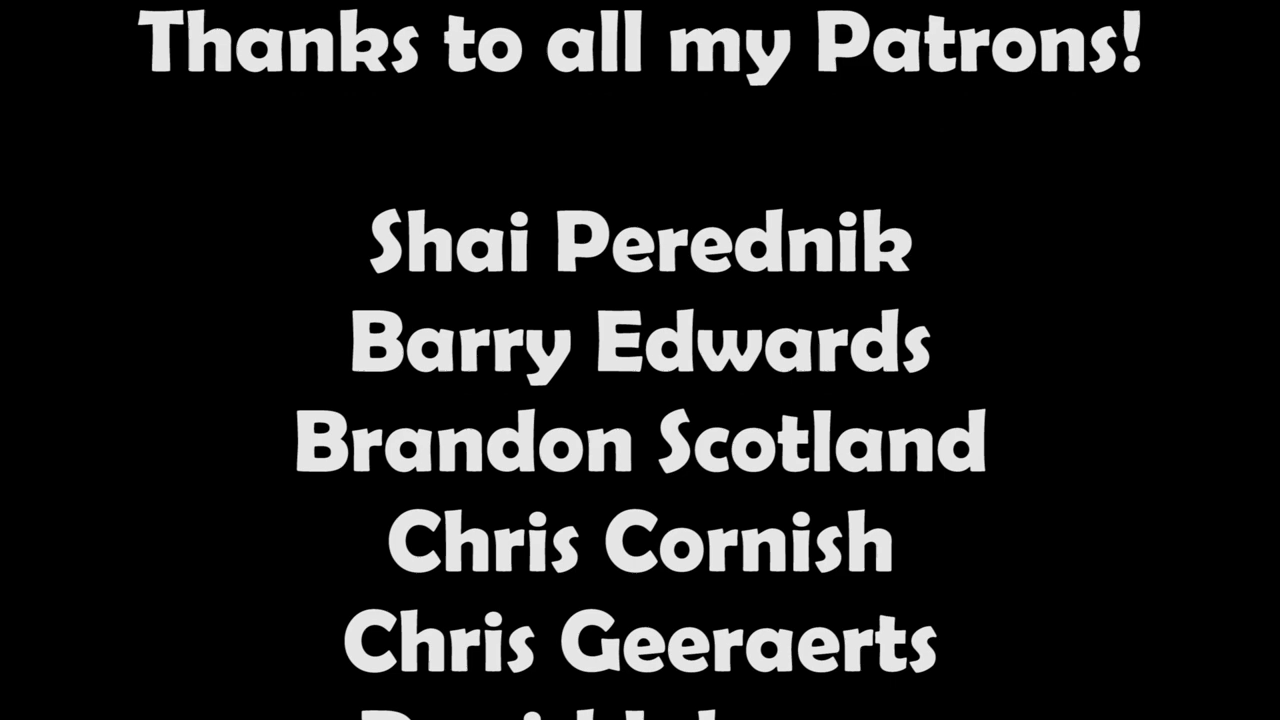 Thanks to all my Patrons!
Shai Perednik
Barry Edwards
Brandon Scotland
Chris Cornish
Chris Geeraerts